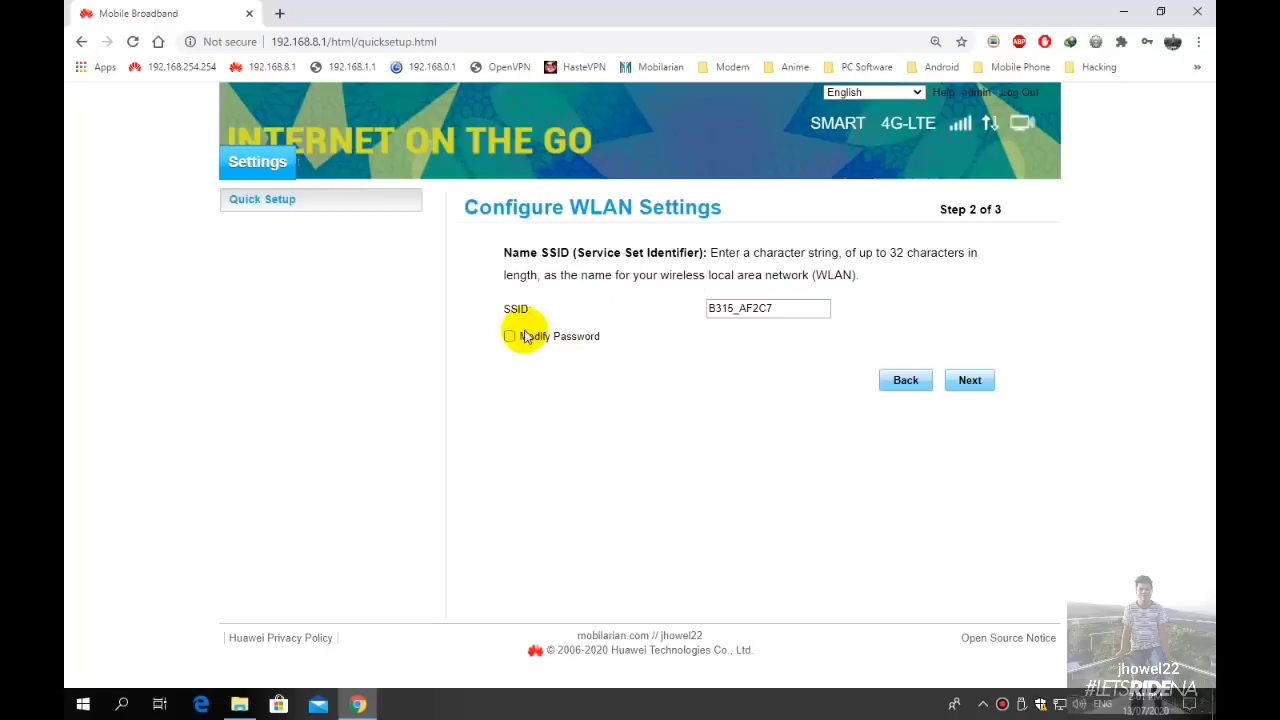 Mobile Broadband
Not secure | 192.168.8.1/html/quicksetup.html
Apps 192.168.254.254 192.168.8.1 192.168.1.1 192.168.0.1 OpenVPN HasteVPN Mobilarian Modem Anime PC Software Android Mobile Phone Hacking »
English Help admin Log Out
SMART 4G-LTE
INTERNET ON THE GO
Settings
Quick Setup
Configure WLAN Settings
Step 2 of 3
Name SSID (Service Set Identifier): Enter a character string, of up to 32 characters in
length, as the name for your wireless local area network (WLAN).
SSID: B315_AF2C7
Modify Password
Back Next
Huawei Privacy Policy
mobilarian.com // jhowel22
© 2006-2020 Huawei Technologies Co., Ltd.
Open Source Notice
jhowel22
#LETSRIDENA
ENG
13/07/2020